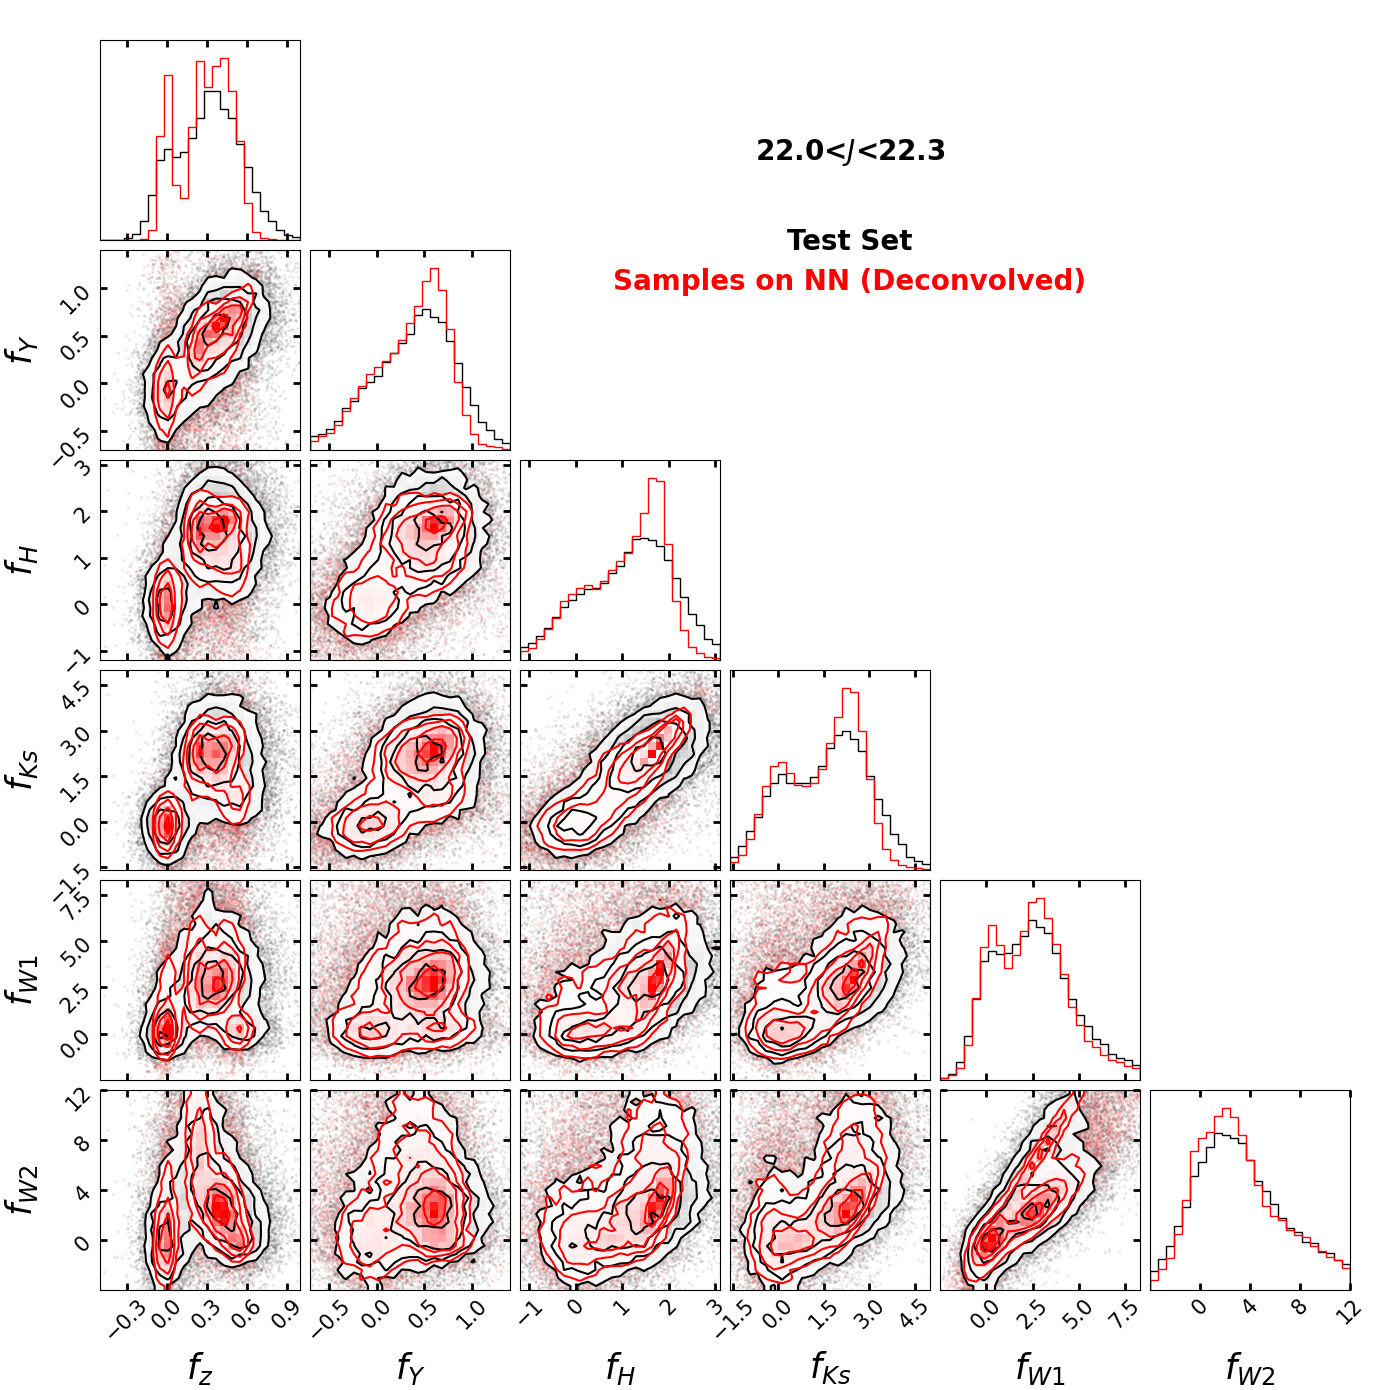 22.0<J<22.3
Test Set
Samples on NN (Deconvolved)
f_Y
1.0
0.5
0.0
−0.5
f_H
3
2
1
0
−1
f_Ks
4.5
3.0
1.5
0.0
−1.5
f_W1
7.5
5.0
2.5
0.0
f_W2
12
8
4
0
−0.3 0.0 0.3 0.6 0.9 −0.5 0.0 0.5 1.0 −1 0 1 2 3 −1.5 0.0 1.5 3.0 4.5 0.0 2.5 5.0 7.5 0 4 8 12
f_z f_Y f_H f_Ks f_W1 f_W2